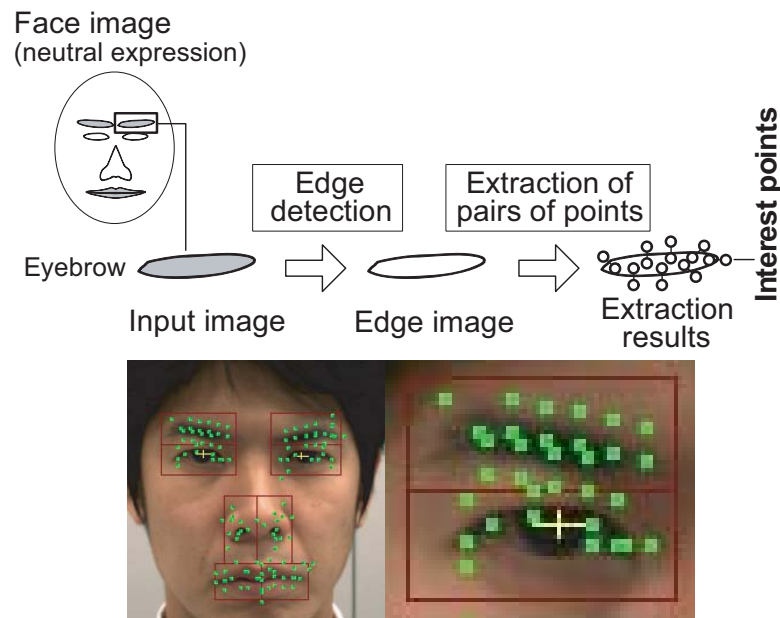 Face image
(neutral expression)
Edge
detection
Extraction of
pairs of points
Interest points
Eyebrow
Input image
Edge image
Extraction
results